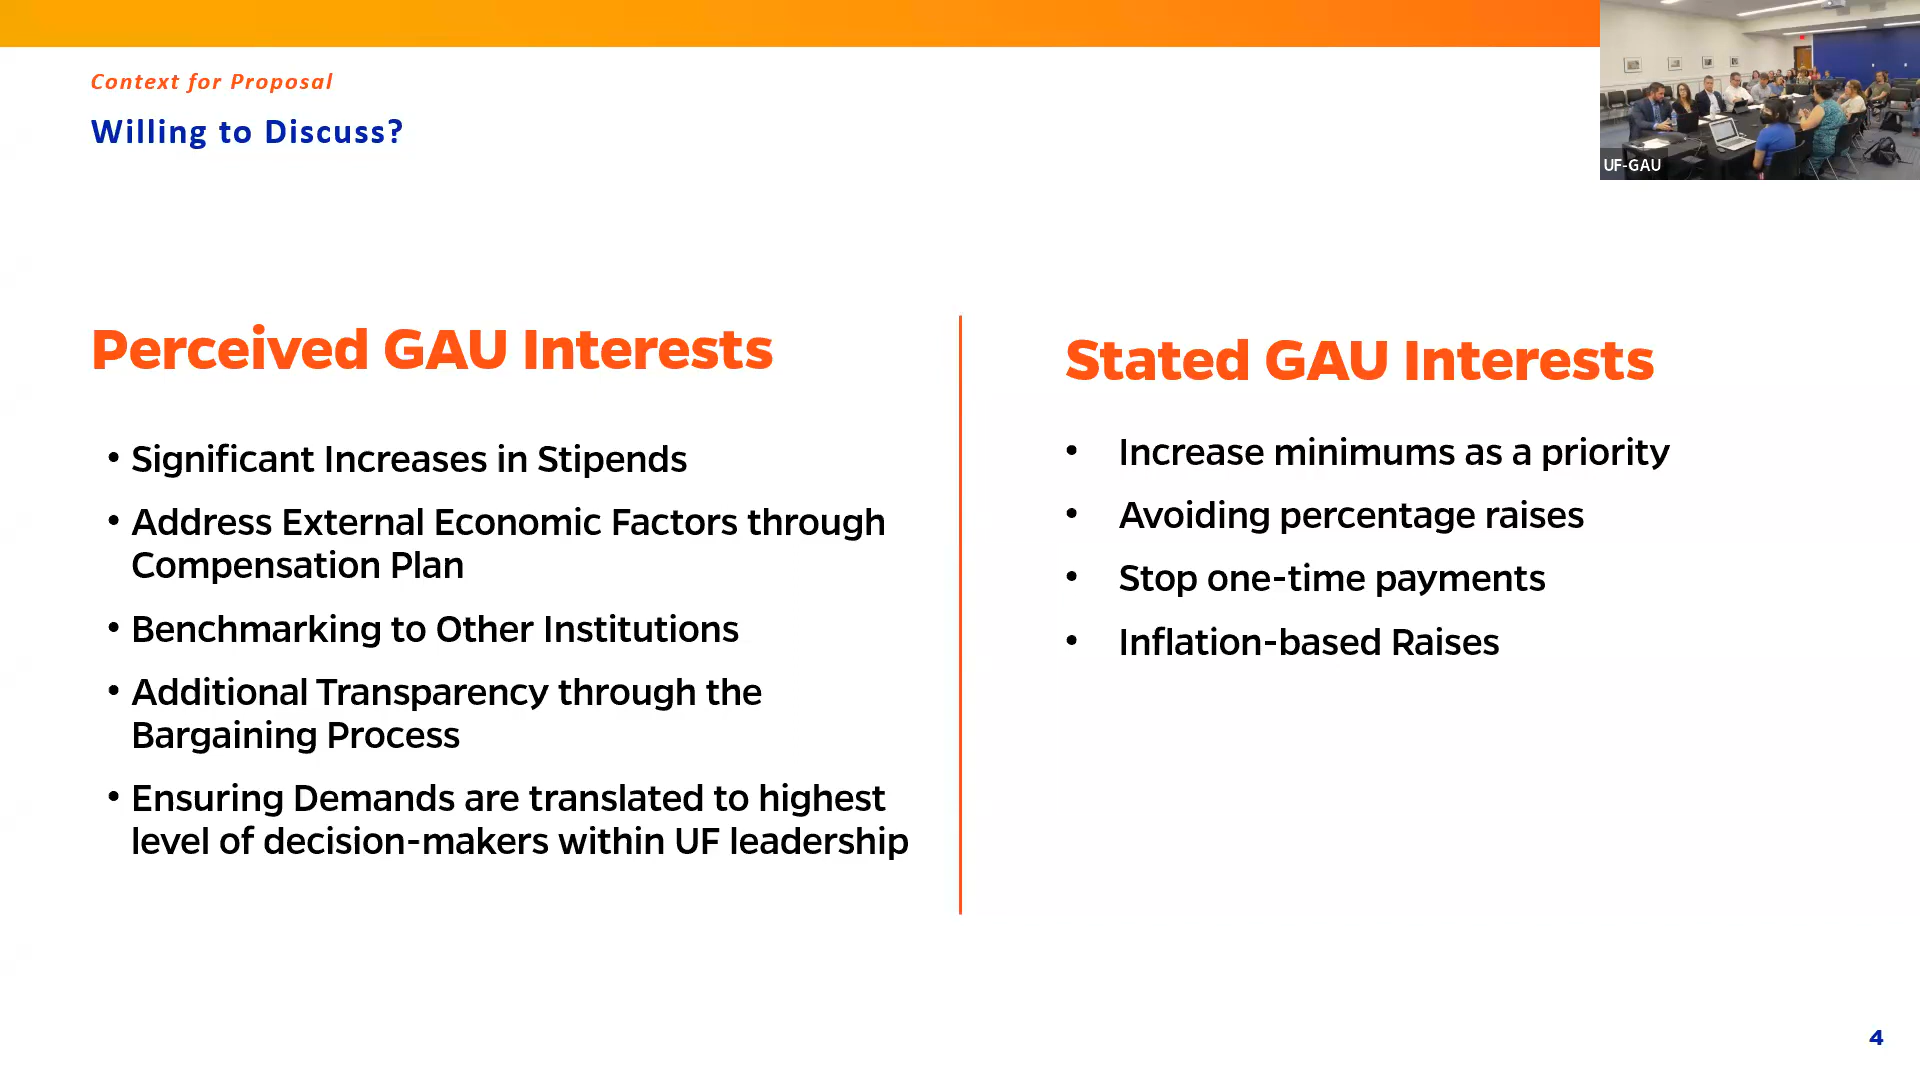 Context for Proposal
Willing to Discuss?
UF-GAU
Perceived GAU Interests
• Significant Increases in Stipends
• Address External Economic Factors through
Compensation Plan
• Benchmarking to Other Institutions
• Additional Transparency through the
Bargaining Process
• Ensuring Demands are translated to highest
level of decision-makers within UF leadership
Stated GAU Interests
• Increase minimums as a priority
• Avoiding percentage raises
• Stop one-time payments
• Inflation-based Raises
4